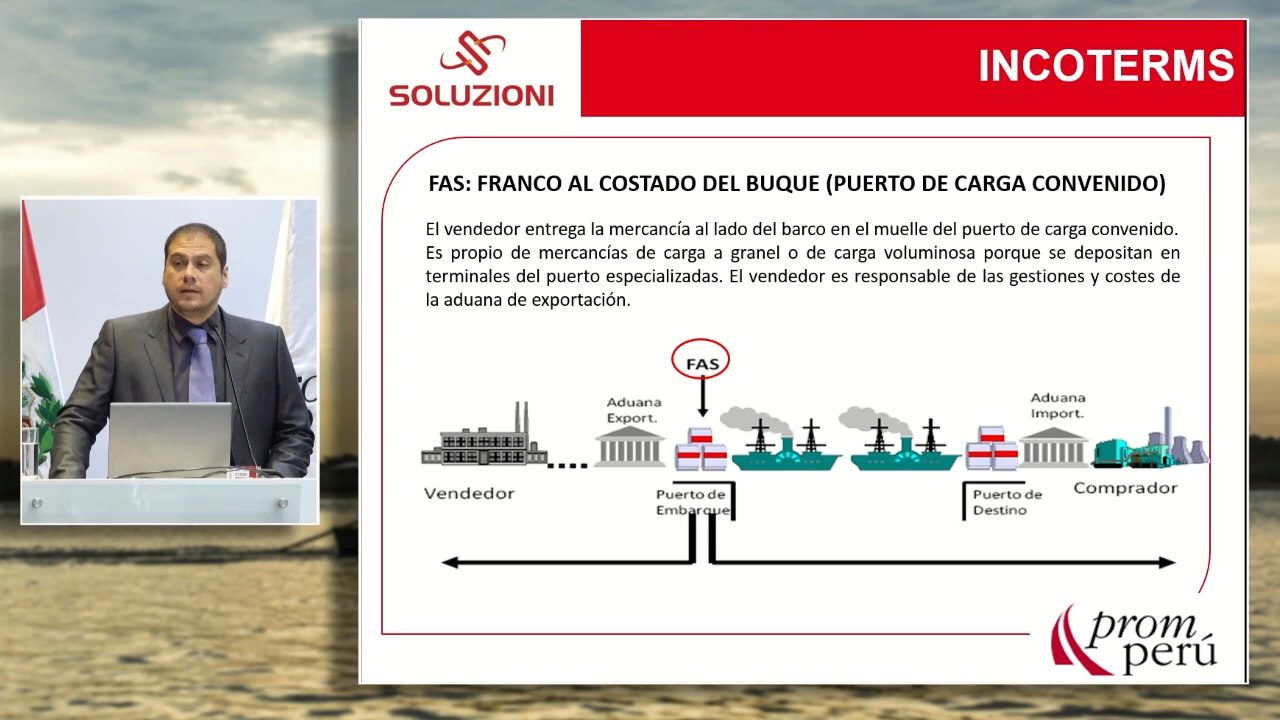 SOLUZIONI
INCOTERMS
FAS: FRANCO AL COSTADO DEL BUQUE (PUERTO DE CARGA CONVENIDO)
El vendedor entrega la mercancía al lado del barco en el muelle del puerto de carga convenido.
Es propio de mercancías de carga a granel o de carga voluminosa porque se depositan en
terminales del puerto especializadas. El vendedor es responsable de las gestiones y costes de
la aduana de exportación.
FAS
Aduana
Export.
Aduana
Import.
Vendedor
Puerto de
Embarque
Puerto de
Destino
Comprador
prom
perú